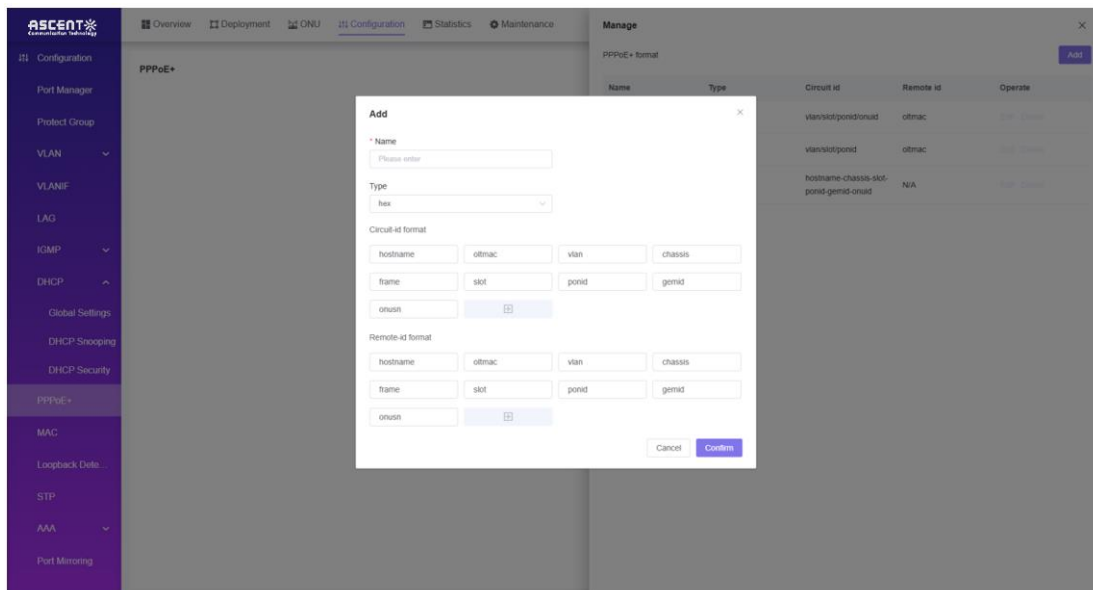 ASCENT
Communication Technology
Overview
Deployment
ONU
Configuration
Statistics
Maintenance
Configuration
Port Manager
Protect Group
VLAN
VLANIF
LAG
IGMP
DHCP
Global Settings
DHCP Snooping
DHCP Security
PPPoE+
MAC
Loopback Dete...
STP
AAA
Port Mirroring
PPPoE+
Manage
PPPoE+ format
Add
Name Type Circuit id Remote id Operate
vlan/slot/ponid/onuid oltmac
vlan/slot/ponid oltmac
hostname-chassis-slot-
ponid-gemid-onuid
N/A
Add
* Name
Please enter
Type
hex
Circuit-id format
hostname oltmac vlan chassis
frame slot ponid gemid
onusn
Remote-id format
hostname oltmac vlan chassis
frame slot ponid gemid
onusn
Cancel Confirm